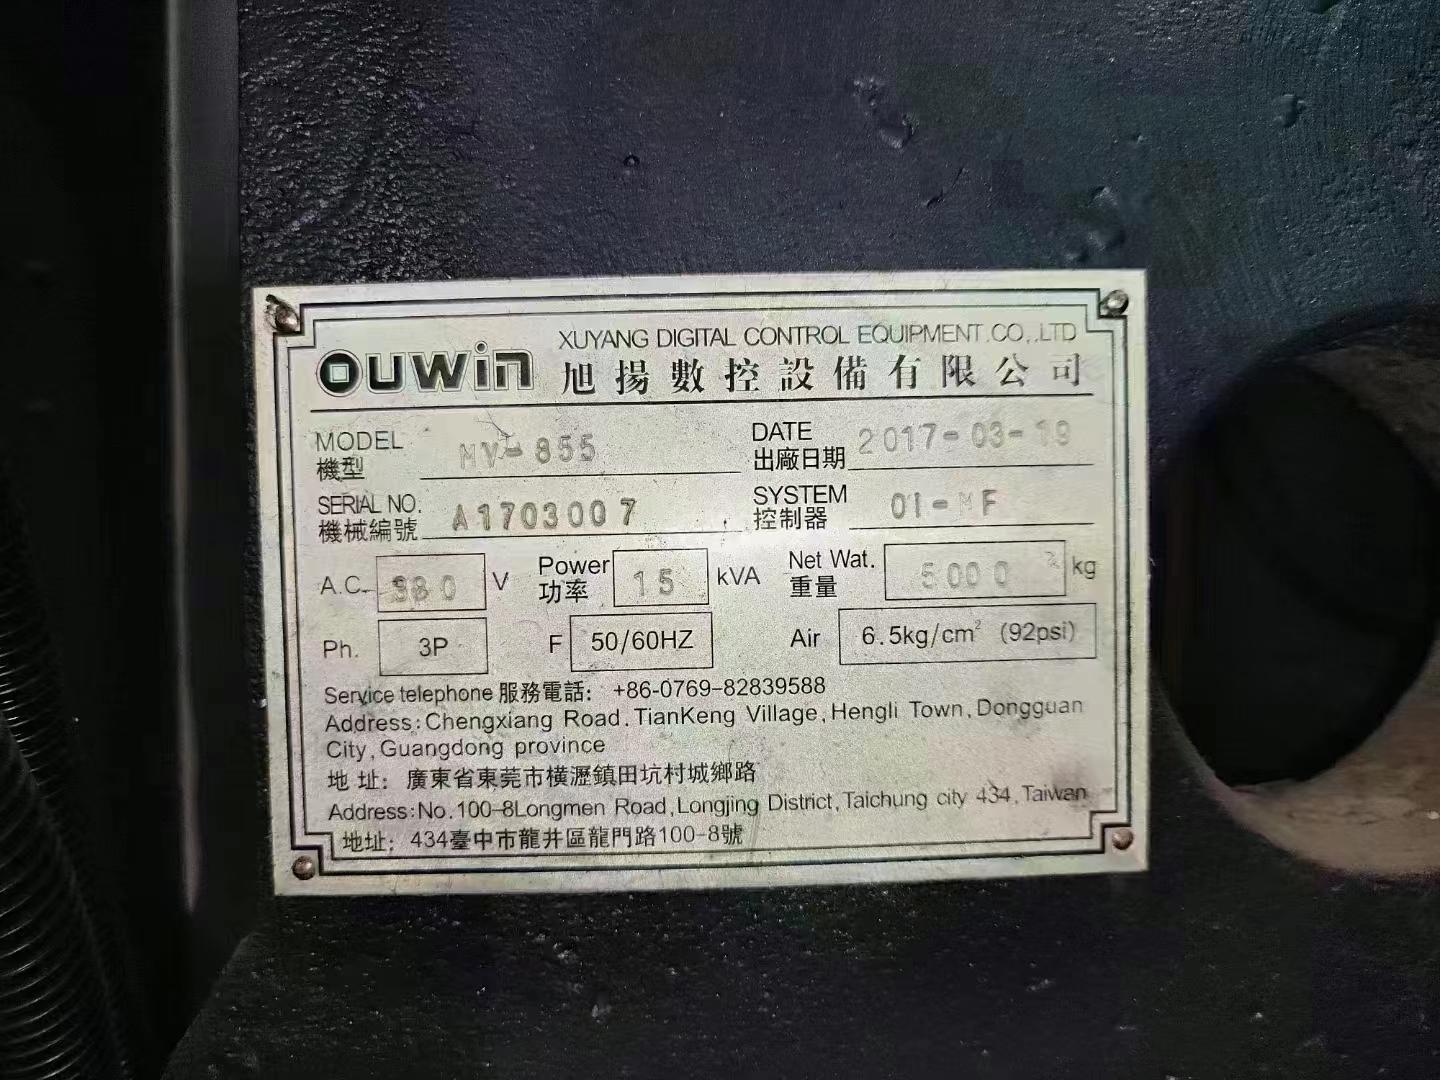 ouwin
XUYANG DIGITAL CONTROL EQUIPMENT.CO.,LTD
旭揚數控設備有限公司
MODEL MV-855
機型
DATE 2017-03-19
出廠日期
SERIAL NO. A1703007
機械編號
SYSTEM 01-MF
控制器
A.C. 380 V
Power 15 kVA
功率
Net Wat. 5000 kg
重量
Ph. 3P
F 50/60HZ
Air 6.5kg/cm² (92psi)
Service telephone 服務電話: +86-0769-82839588
Address:Chengxiang Road.TianKeng Village,Hengli Town,Dongguan
City,Guangdong province
地 址: 廣東省東莞市橫瀝鎮田坑村城鄉路
Address:No.100-8Longmen Road,Longjing District,Taichung city 434,Taiwan
地址: 434臺中市龍井區龍門路100-8號